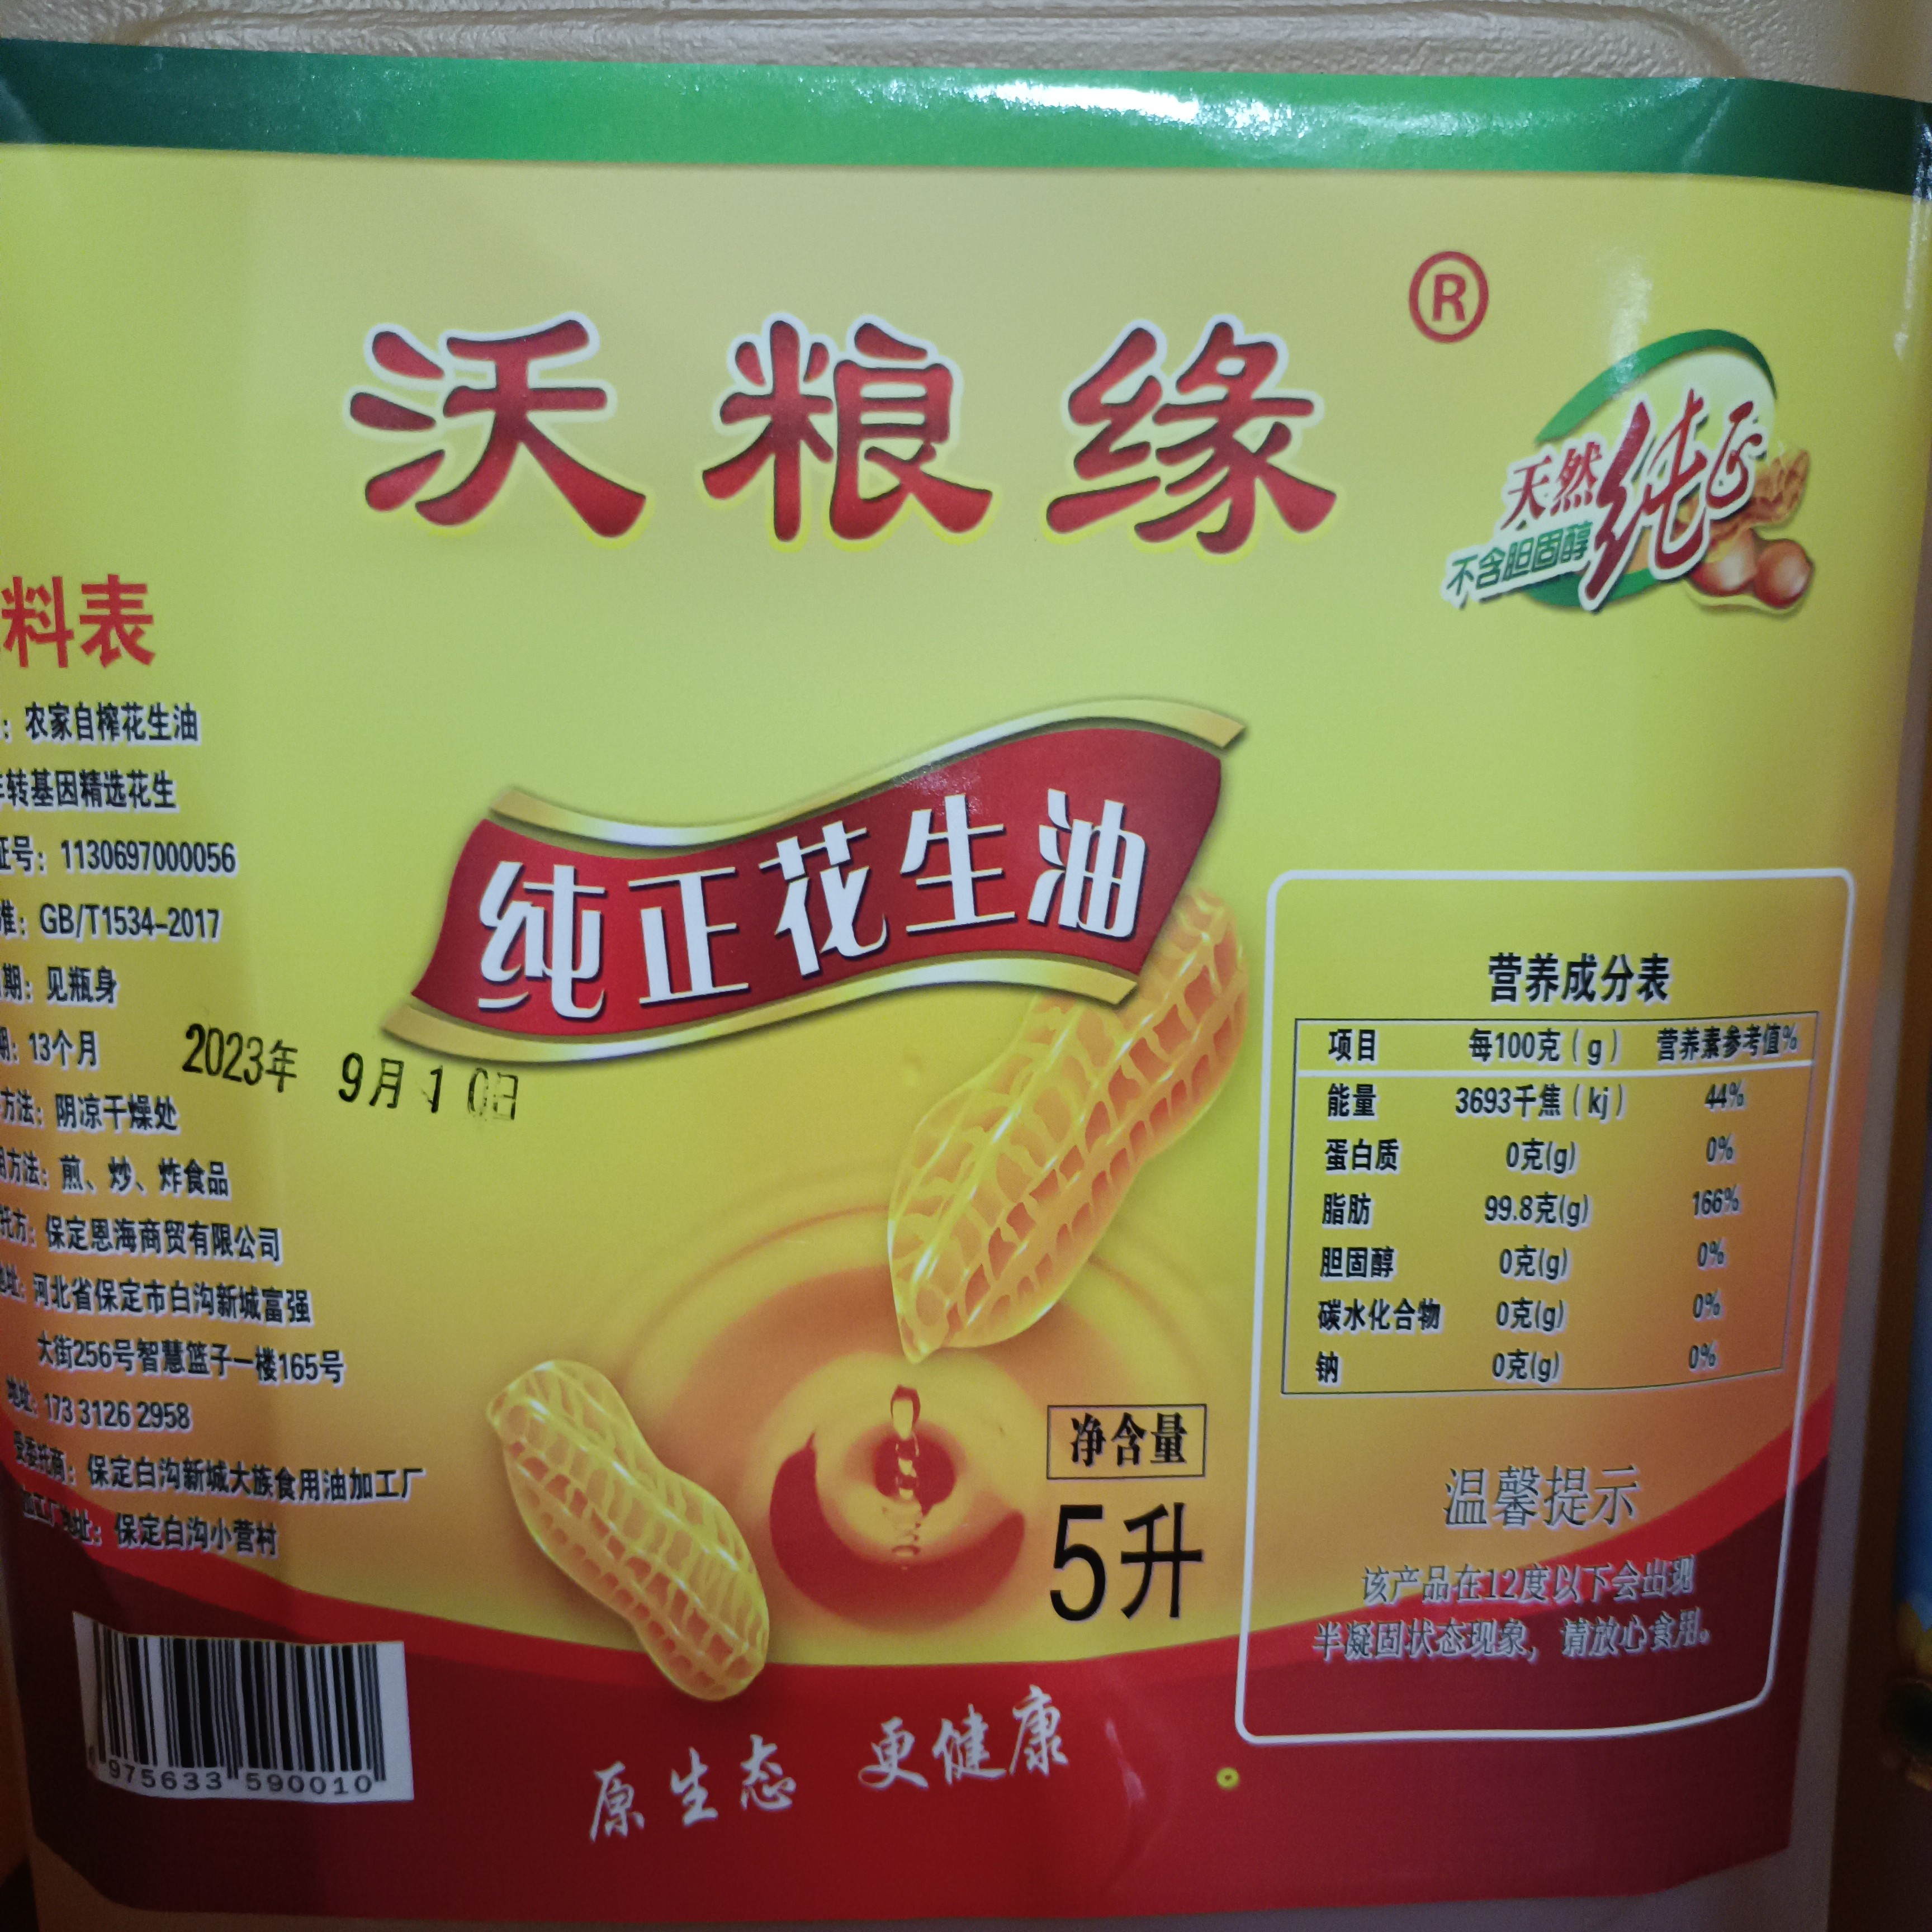 沃粮缘
®
天然
纯正
不含胆固醇
料表
：农家自榨花生油
转基因精选花生
证号：1130697000056
准：GB/T1534-2017
期：见瓶身
期：13个月
2023年 9月10日
方法：阴凉干燥处
用方法：煎、炒、炸食品
托方：保定恩海商贸有限公司
地址：河北省保定市白沟新城富强
大街256号智慧篮子一楼165号
地址：173 3126 2958
受委托商：保定白沟新城大族食用油加工厂
加工厂地址：保定白沟小营村
纯正花生油
净含量
5升
营养成分表
项目 每100克（g） 营养素参考值%
能量 3693千焦（kj） 44%
蛋白质 0克(g) 0%
脂肪 99.8克(g) 166%
胆固醇 0克(g) 0%
碳水化合物 0克(g) 0%
钠 0克(g) 0%
温馨提示
该产品在12度以下会出现
半凝固状态现象，请放心食用。
975633 590010
原生态 更健康